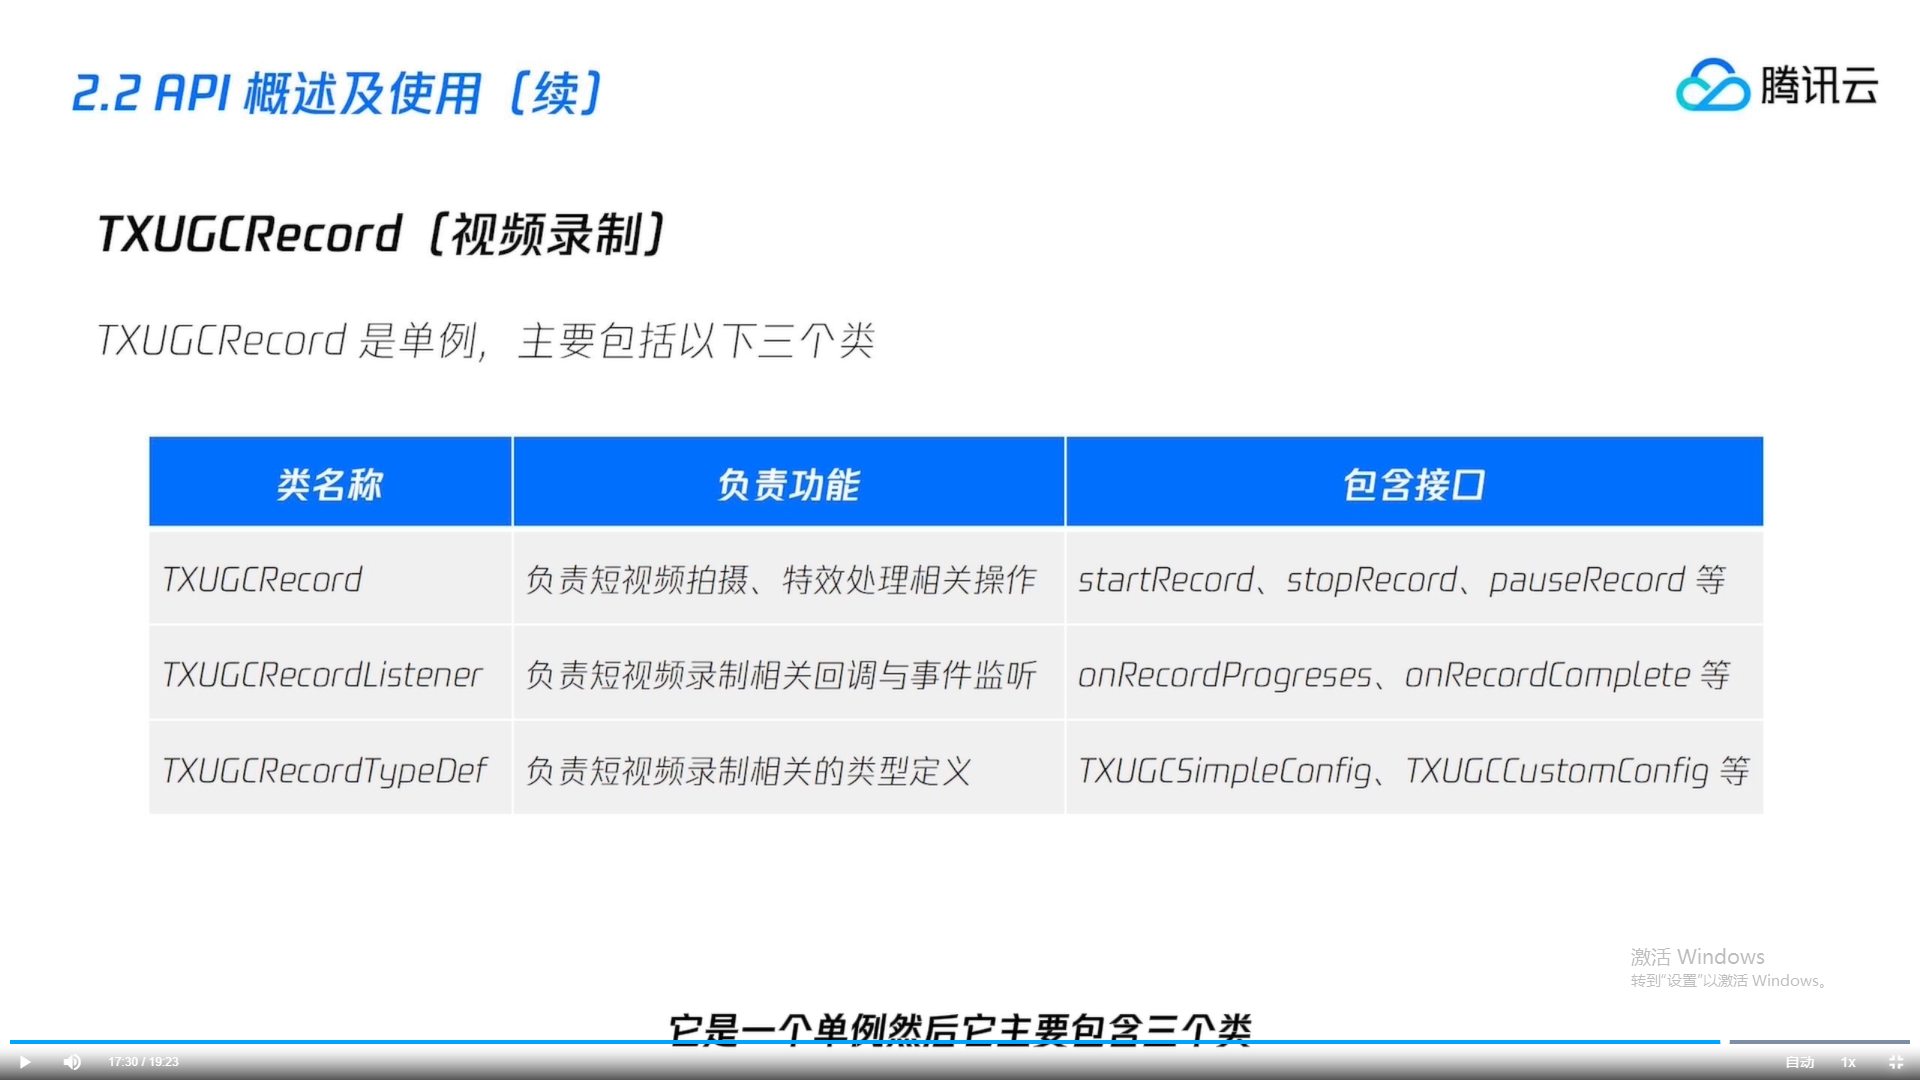 2.2 API 概述及使用（续）
腾讯云
TXUGCRecord（视频录制）
TXUGCRecord 是单例，主要包括以下三个类
类名称 负责功能 包含接口
TXUGCRecord 负责短视频拍摄、特效处理相关操作 startRecord、stopRecord、pauseRecord 等
TXUGCRecordListener 负责短视频录制相关回调与事件监听 onRecordProgreses、onRecordComplete 等
TXUGCRecordTypeDef 负责短视频录制相关的类型定义 TXUGCSimpleConfig、TXUGCCustomConfig 等
激活 Windows
转到“设置”以激活 Windows。
它是一个单例然后它主要包含三个类
17:30 / 19:23 自动 1x